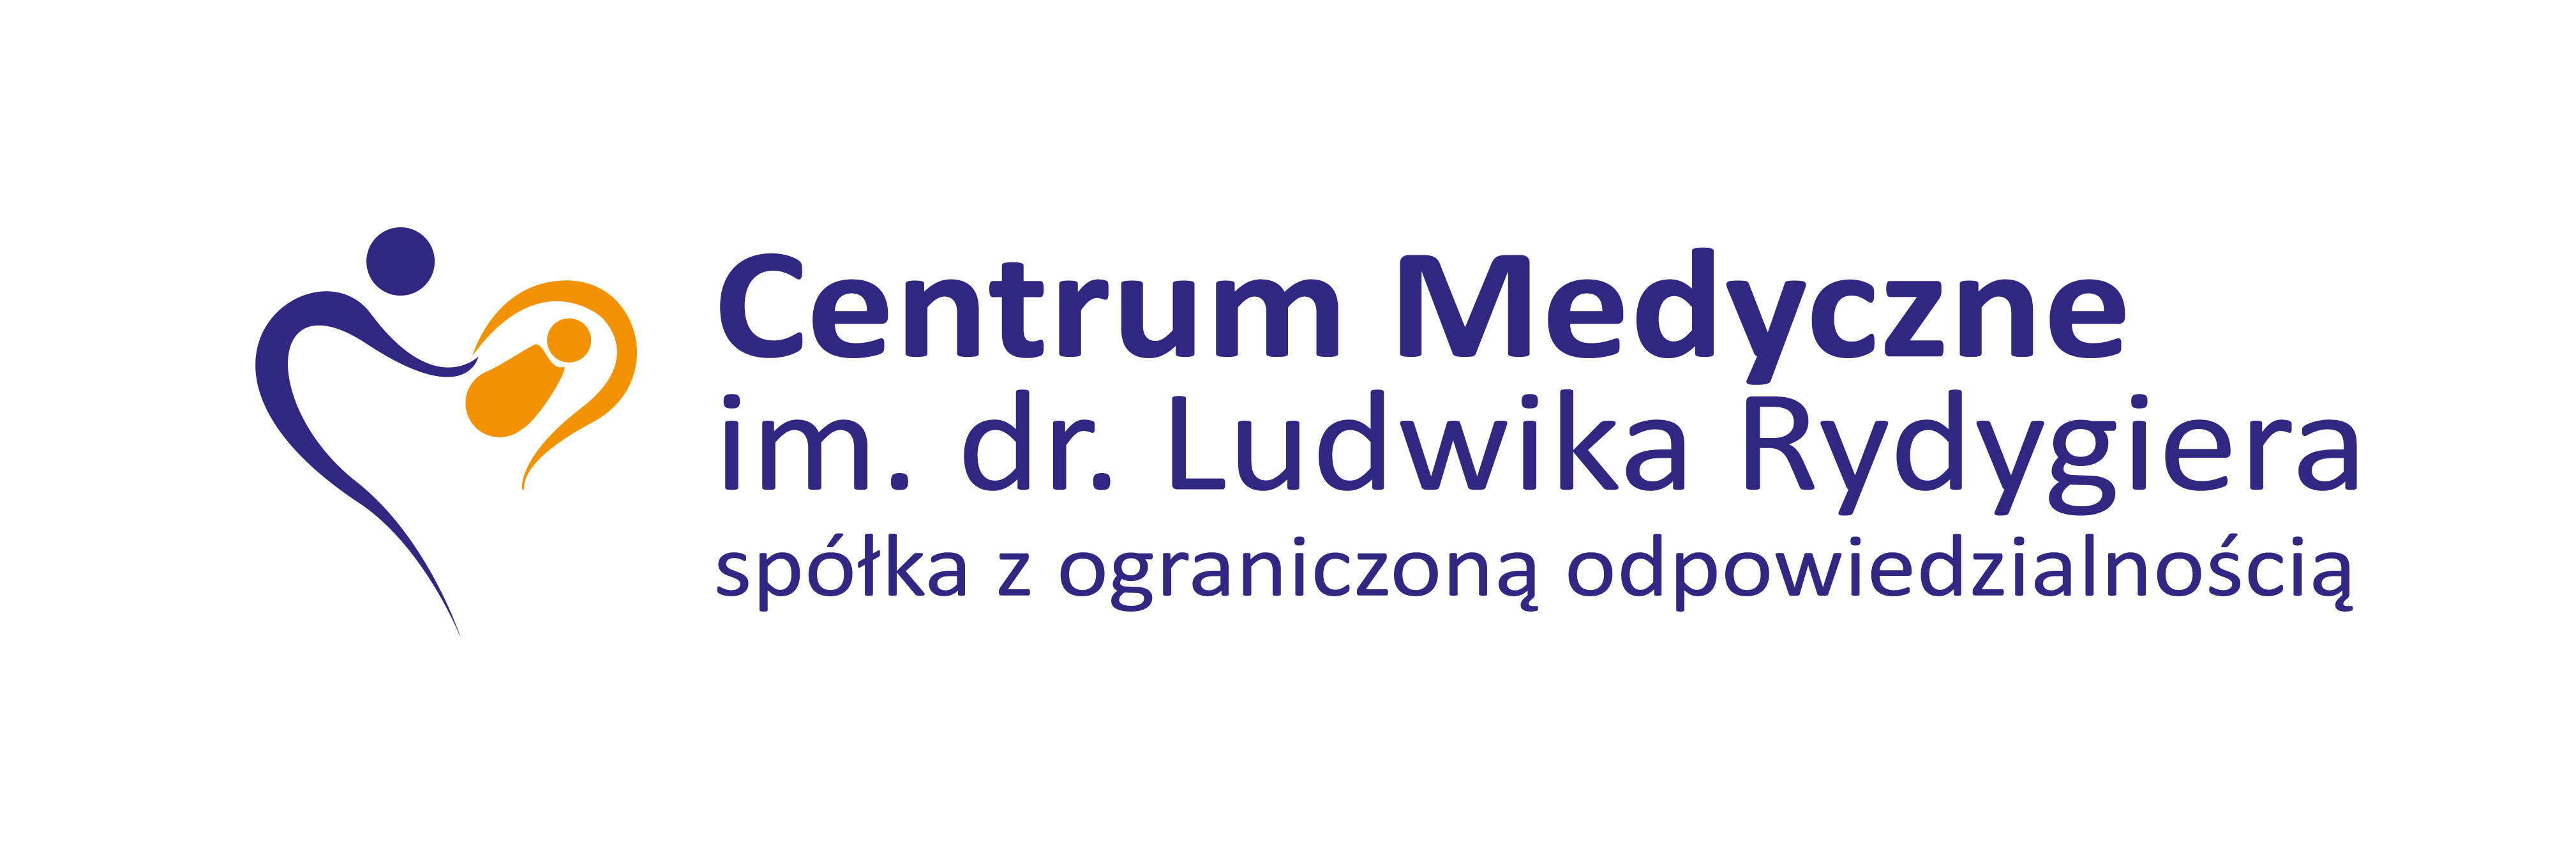 Centrum Medyczne
im. dr. Ludwika Rydygiera
spółka z ograniczoną odpowiedzialnością